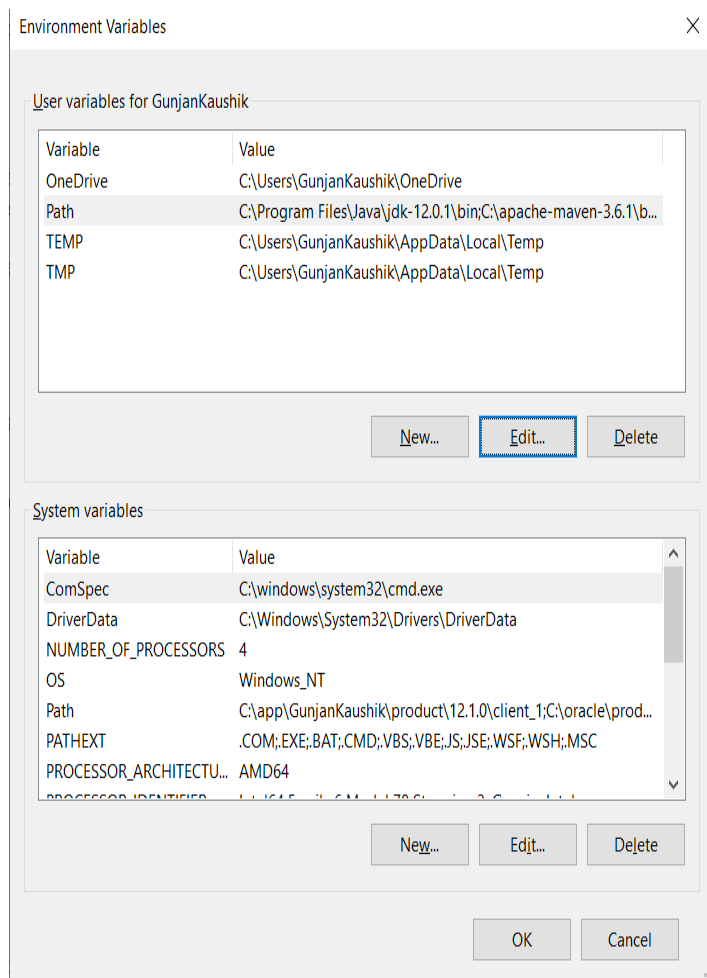 Environment Variables
User variables for GunjanKaushik
Variable Value
OneDrive C:\Users\GunjanKaushik\OneDrive
Path C:\Program Files\Java\jdk-12.0.1\bin;C:\apache-maven-3.6.1\b...
TEMP C:\Users\GunjanKaushik\AppData\Local\Temp
TMP C:\Users\GunjanKaushik\AppData\Local\Temp
New... Edit... Delete
System variables
Variable Value
ComSpec C:\windows\system32\cmd.exe
DriverData C:\Windows\System32\Drivers\DriverData
NUMBER_OF_PROCESSORS 4
OS Windows_NT
Path C:\app\GunjanKaushik\product\12.1.0\client_1;C:\oracle\prod...
PATHEXT .COM;.EXE;.BAT;.CMD;.VBS;.VBE;.JS;.JSE;.WSF;.WSH;.MSC
PROCESSOR_ARCHITECTU... AMD64
New... Edit... Delete
OK Cancel